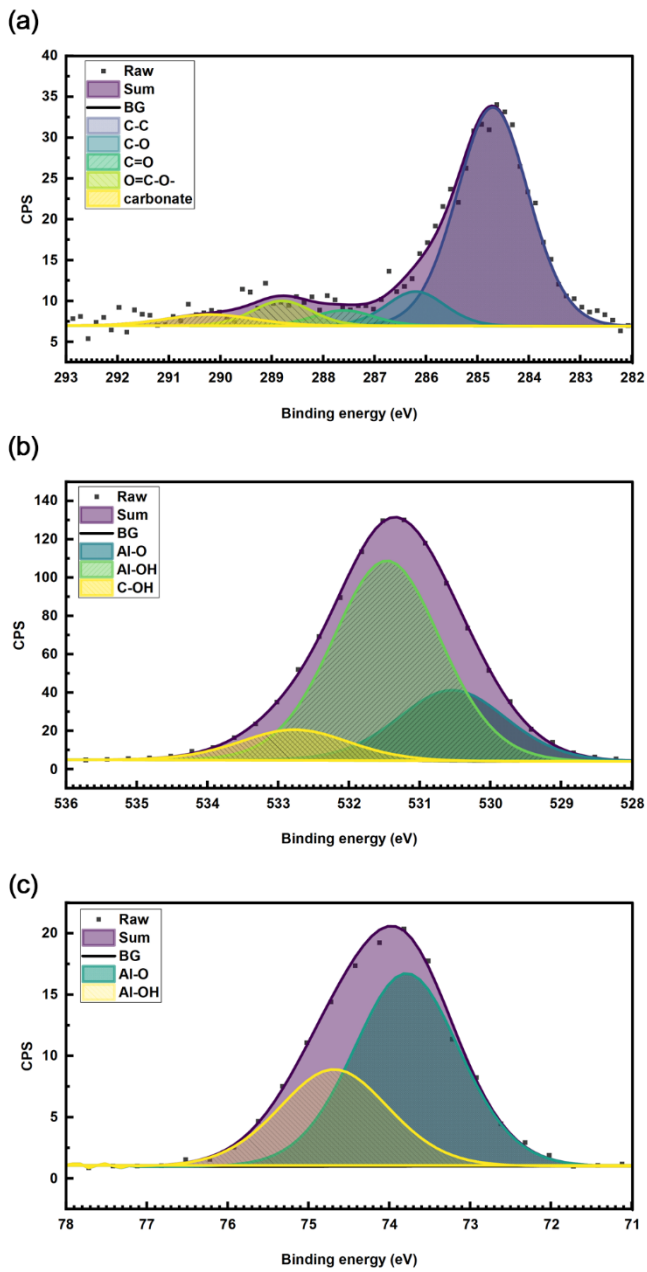 (a)
40
35
30
25
20
15
10
5
CPS
Raw
Sum
BG
C-C
C-O
C=O
O=C-O-
carbonate
293 292 291 290 289 288 287 286 285 284 283 282
Binding energy (eV)
(b)
140
120
100
80
60
40
20
0
CPS
Raw
Sum
BG
Al-O
Al-OH
C-OH
536 535 534 533 532 531 530 529 528
Binding energy (eV)
(c)
20
15
10
5
0
CPS
Raw
Sum
BG
Al-O
Al-OH
78 77 76 75 74 73 72 71
Binding energy (eV)